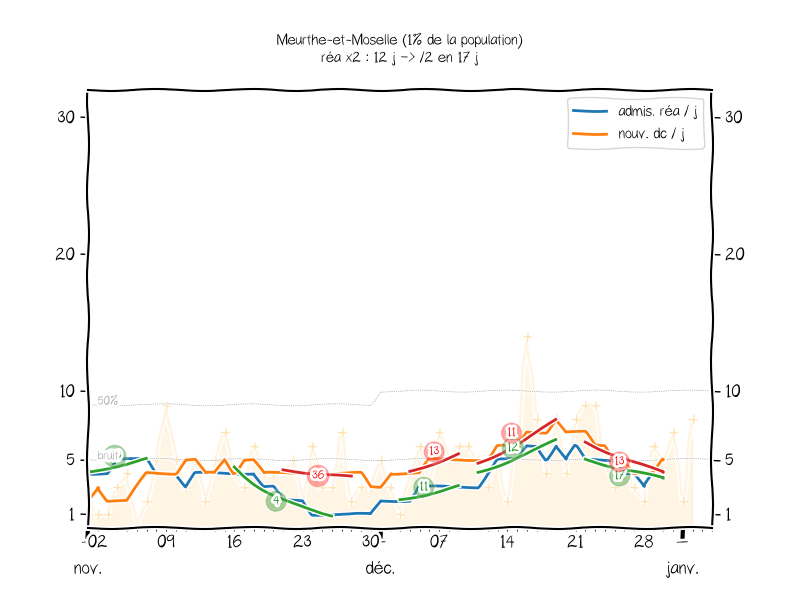 Meurthe-et-Moselle (1% de la population)
réa x2 : 12 j -> /2 en 17 j
admis. réa / j
nouv. dc / j
30 30
20 20
10 10
50%
11
13 12
bruit 13
5 5
36 17
11
4
1 1
02 09 16 23 30 07 14 21 28
nov. déc. janv.